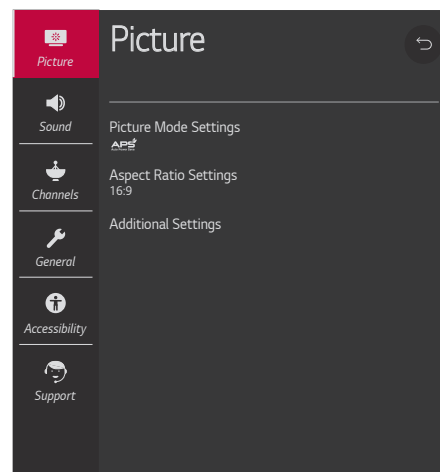 Picture
Picture
Sound
Channels
General
Accessibility
Support
Picture Mode Settings
APS
Aspect Ratio Settings
16:9
Additional Settings